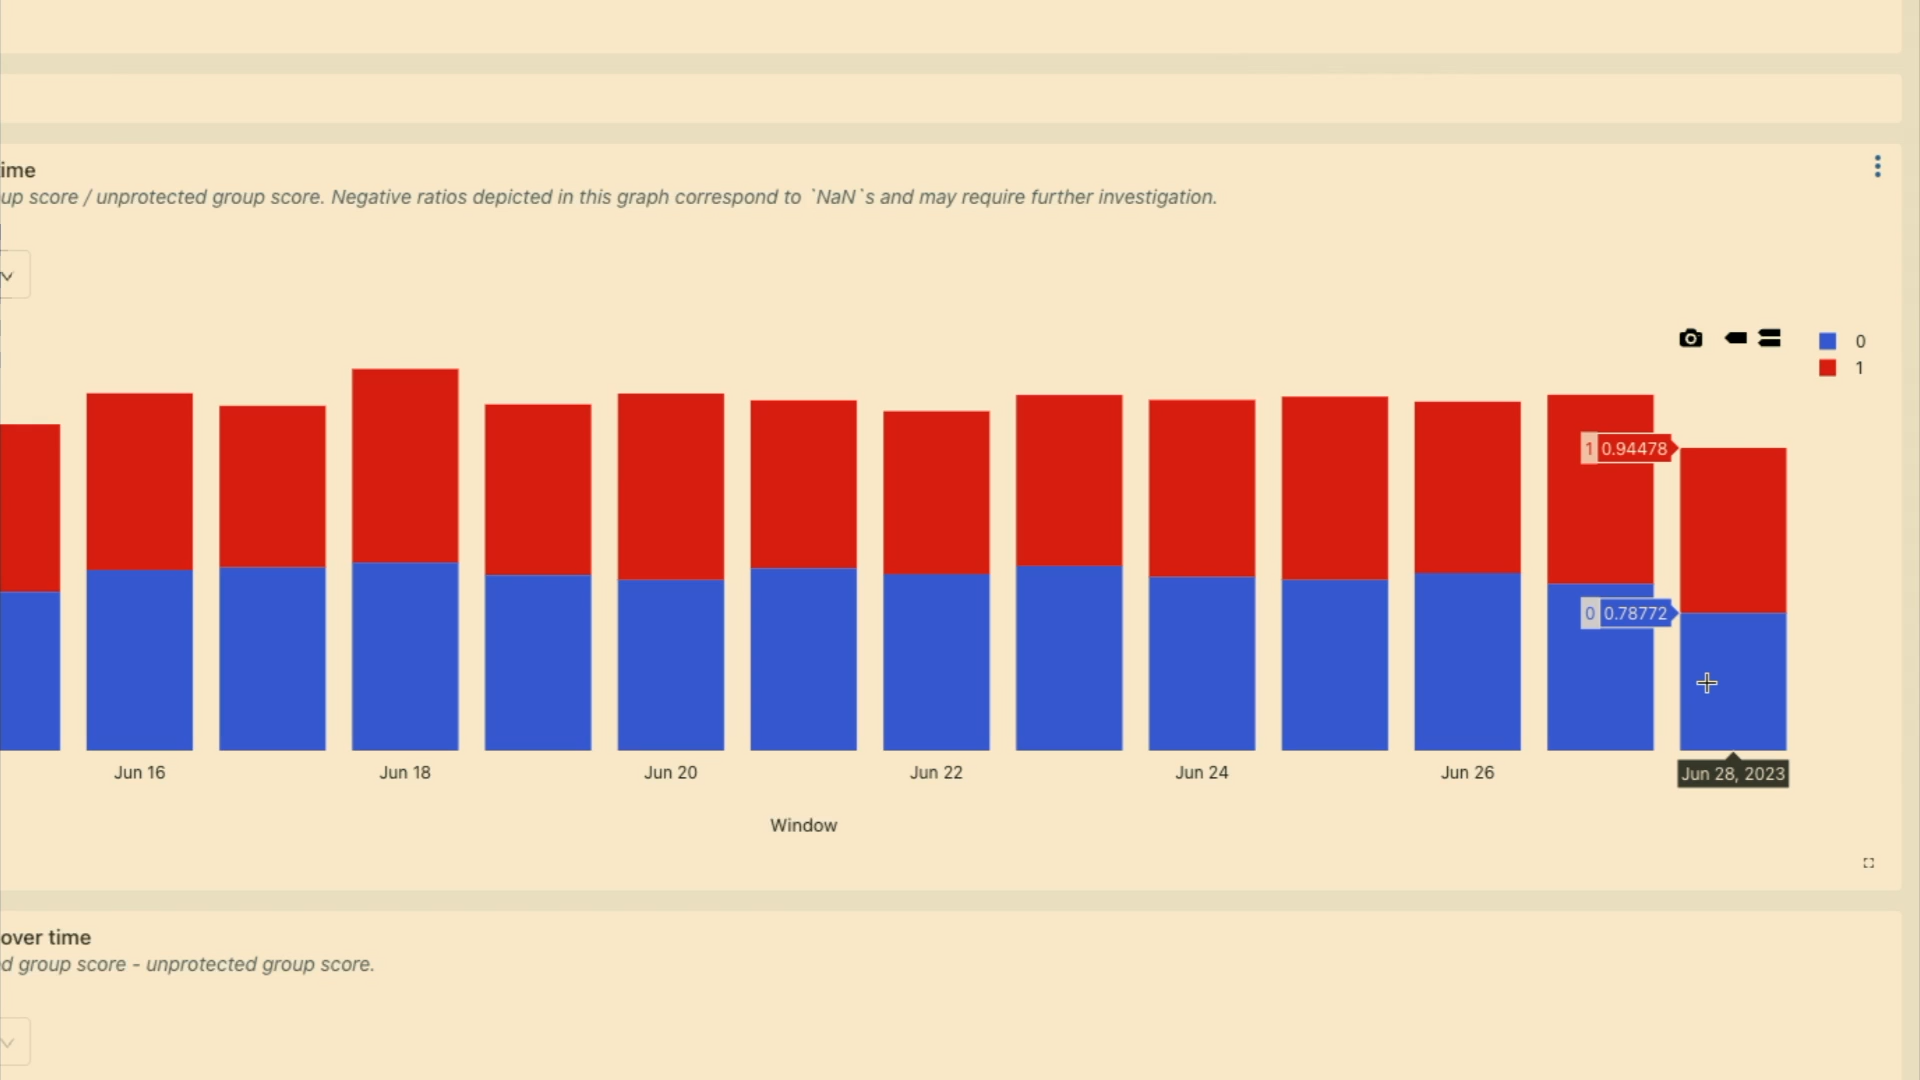 ime
up score / unprotected group score. Negative ratios depicted in this graph correspond to `NaN`s and may require further investigation.
0
1
1 0.94478
0 0.78772
Jun 16
Jun 18
Jun 20
Jun 22
Jun 24
Jun 26
Jun 28, 2023
Window
over time
d group score - unprotected group score.